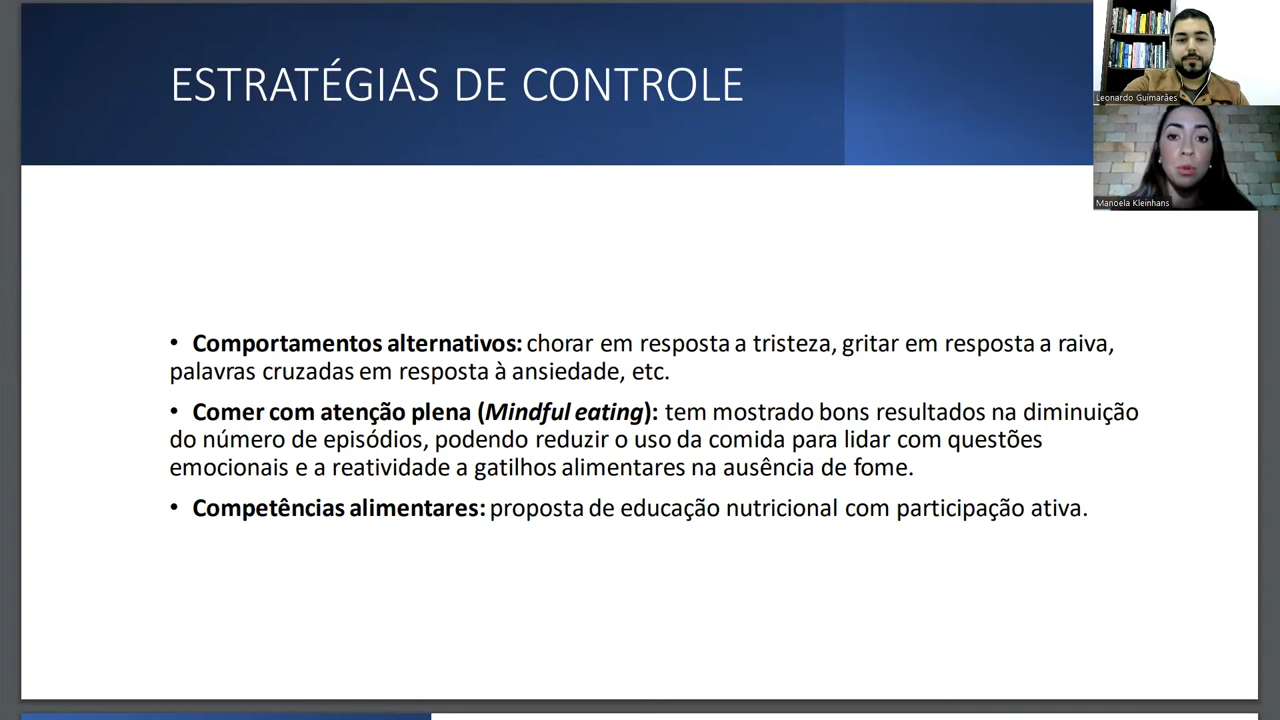 ESTRATÉGIAS DE CONTROLE
Leonardo Guimarães
Manoela Kleinhans
• Comportamentos alternativos: chorar em resposta a tristeza, gritar em resposta a raiva,
palavras cruzadas em resposta à ansiedade, etc.
• Comer com atenção plena (Mindful eating): tem mostrado bons resultados na diminuição
do número de episódios, podendo reduzir o uso da comida para lidar com questões
emocionais e a reatividade a gatilhos alimentares na ausência de fome.
• Competências alimentares: proposta de educação nutricional com participação ativa.